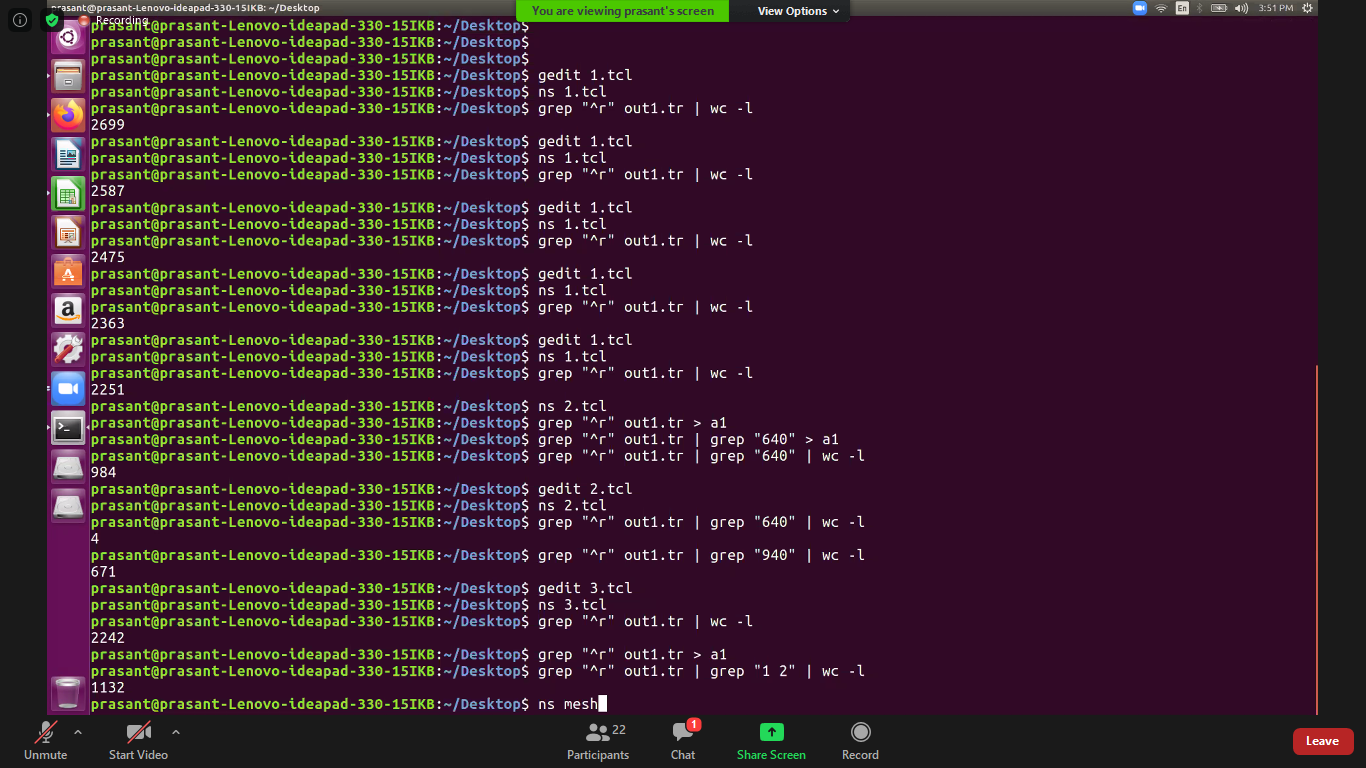 prasant@prasant-Lenovo-ideapad-330-15IKB: ~/Desktop
You are viewing prasant's screen
View Options
En
3:51 PM
Recording
prasant@prasant-Lenovo-ideapad-330-15IKB:~/Desktop$
prasant@prasant-Lenovo-ideapad-330-15IKB:~/Desktop$
prasant@prasant-Lenovo-ideapad-330-15IKB:~/Desktop$
prasant@prasant-Lenovo-ideapad-330-15IKB:~/Desktop$ gedit 1.tcl
prasant@prasant-Lenovo-ideapad-330-15IKB:~/Desktop$ ns 1.tcl
prasant@prasant-Lenovo-ideapad-330-15IKB:~/Desktop$ grep "^r" out1.tr | wc -l
2699
prasant@prasant-Lenovo-ideapad-330-15IKB:~/Desktop$ gedit 1.tcl
prasant@prasant-Lenovo-ideapad-330-15IKB:~/Desktop$ ns 1.tcl
prasant@prasant-Lenovo-ideapad-330-15IKB:~/Desktop$ grep "^r" out1.tr | wc -l
2587
prasant@prasant-Lenovo-ideapad-330-15IKB:~/Desktop$ gedit 1.tcl
prasant@prasant-Lenovo-ideapad-330-15IKB:~/Desktop$ ns 1.tcl
prasant@prasant-Lenovo-ideapad-330-15IKB:~/Desktop$ grep "^r" out1.tr | wc -l
2475
prasant@prasant-Lenovo-ideapad-330-15IKB:~/Desktop$ gedit 1.tcl
prasant@prasant-Lenovo-ideapad-330-15IKB:~/Desktop$ ns 1.tcl
prasant@prasant-Lenovo-ideapad-330-15IKB:~/Desktop$ grep "^r" out1.tr | wc -l
2363
prasant@prasant-Lenovo-ideapad-330-15IKB:~/Desktop$ gedit 1.tcl
prasant@prasant-Lenovo-ideapad-330-15IKB:~/Desktop$ ns 1.tcl
prasant@prasant-Lenovo-ideapad-330-15IKB:~/Desktop$ grep "^r" out1.tr | wc -l
2251
prasant@prasant-Lenovo-ideapad-330-15IKB:~/Desktop$ ns 2.tcl
prasant@prasant-Lenovo-ideapad-330-15IKB:~/Desktop$ grep "^r" out1.tr > a1
prasant@prasant-Lenovo-ideapad-330-15IKB:~/Desktop$ grep "^r" out1.tr | grep "640" > a1
prasant@prasant-Lenovo-ideapad-330-15IKB:~/Desktop$ grep "^r" out1.tr | grep "640" | wc -l
984
prasant@prasant-Lenovo-ideapad-330-15IKB:~/Desktop$ gedit 2.tcl
prasant@prasant-Lenovo-ideapad-330-15IKB:~/Desktop$ ns 2.tcl
prasant@prasant-Lenovo-ideapad-330-15IKB:~/Desktop$ grep "^r" out1.tr | grep "640" | wc -l
4
prasant@prasant-Lenovo-ideapad-330-15IKB:~/Desktop$ grep "^r" out1.tr | grep "940" | wc -l
671
prasant@prasant-Lenovo-ideapad-330-15IKB:~/Desktop$ gedit 3.tcl
prasant@prasant-Lenovo-ideapad-330-15IKB:~/Desktop$ ns 3.tcl
prasant@prasant-Lenovo-ideapad-330-15IKB:~/Desktop$ grep "^r" out1.tr | wc -l
2242
prasant@prasant-Lenovo-ideapad-330-15IKB:~/Desktop$ grep "^r" out1.tr > a1
prasant@prasant-Lenovo-ideapad-330-15IKB:~/Desktop$ grep "^r" out1.tr | grep "1 2" | wc -l
1132
prasant@prasant-Lenovo-ideapad-330-15IKB:~/Desktop$ ns mesh
22
1
Unmute
Start Video
Participants
Chat
Share Screen
Record
Leave